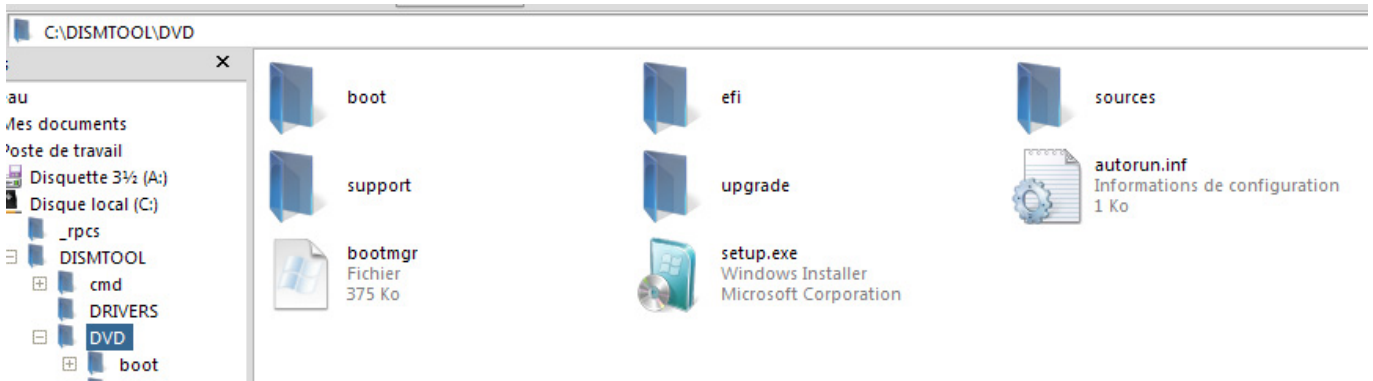 C:\DISMTOOL\DVD
eau
Mes documents
Poste de travail
Disquette 3½ (A:)
Disque local (C:)
_rpcs
DISMTOOL
cmd
DRIVERS
DVD
boot
boot
efi
sources
support
upgrade
autorun.inf
Informations de configuration
1 Ko
bootmgr
Fichier
375 Ko
setup.exe
Windows Installer
Microsoft Corporation